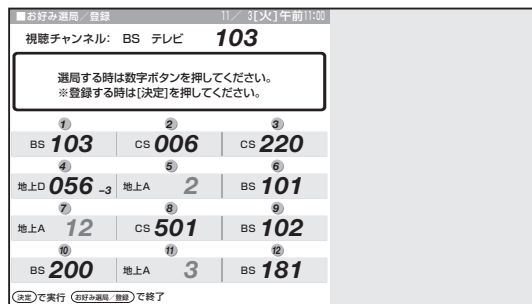 ■お好み選局／登録 11／ 3[火]午前11:00
視聴チャンネル: BS テレビ 103
選局する時は数字ボタンを押してください。
※登録する時は[決定]を押してください。
1 2 3
BS 103 CS 006 CS 220
4 5 6
地上D 056 -3 地上A 2 BS 101
7 8 9
地上A 12 CS 501 BS 102
10 11 12
BS 200 地上A 3 BS 181
決定で実行 お好み選局／登録で終了